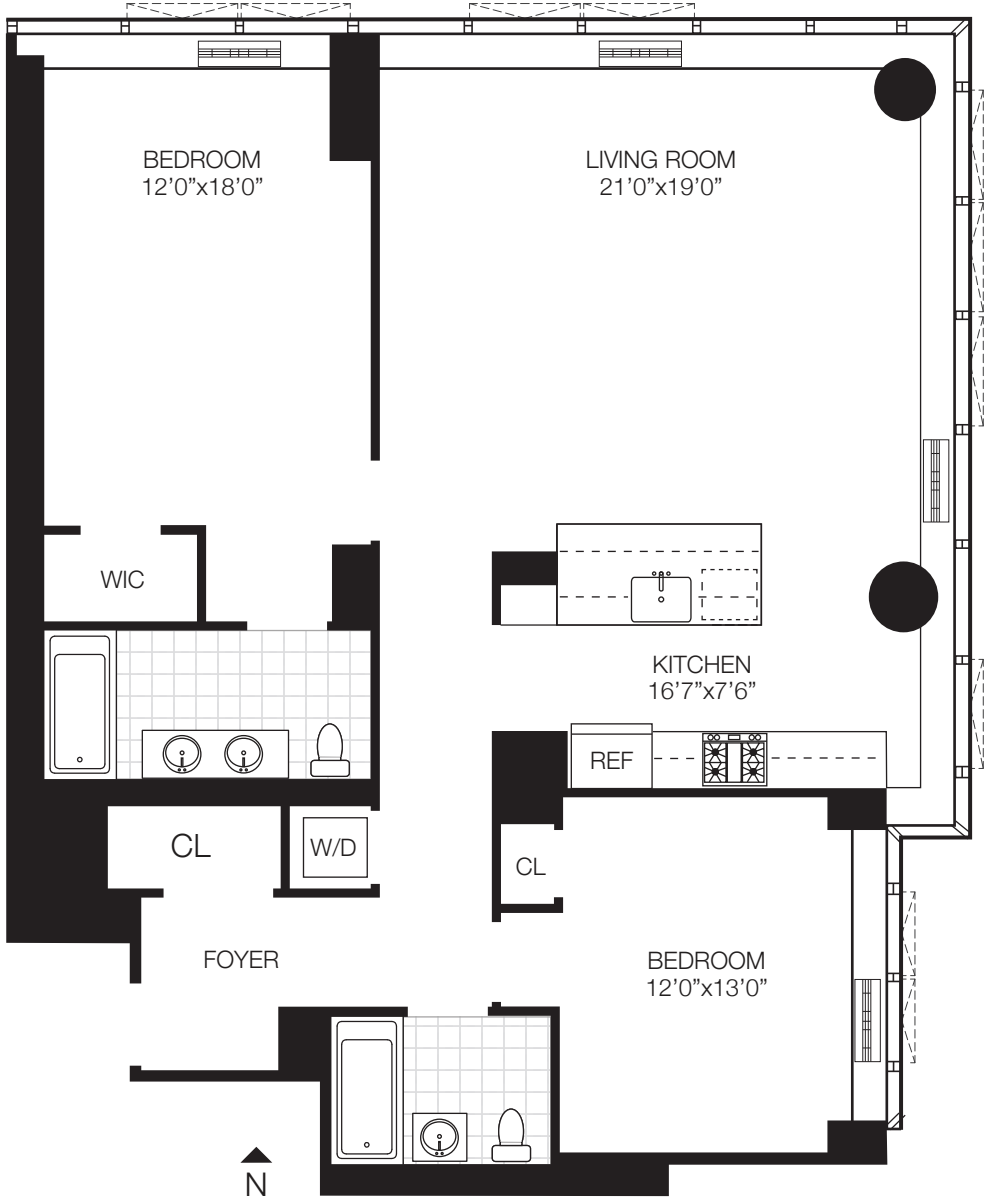 BEDROOM
12’0”x18’0”
LIVING ROOM
21’0”x19’0”
WIC
KITCHEN
16’7”x7’6”
REF
CL
W/D
CL
FOYER
BEDROOM
12’0”x13’0”
N